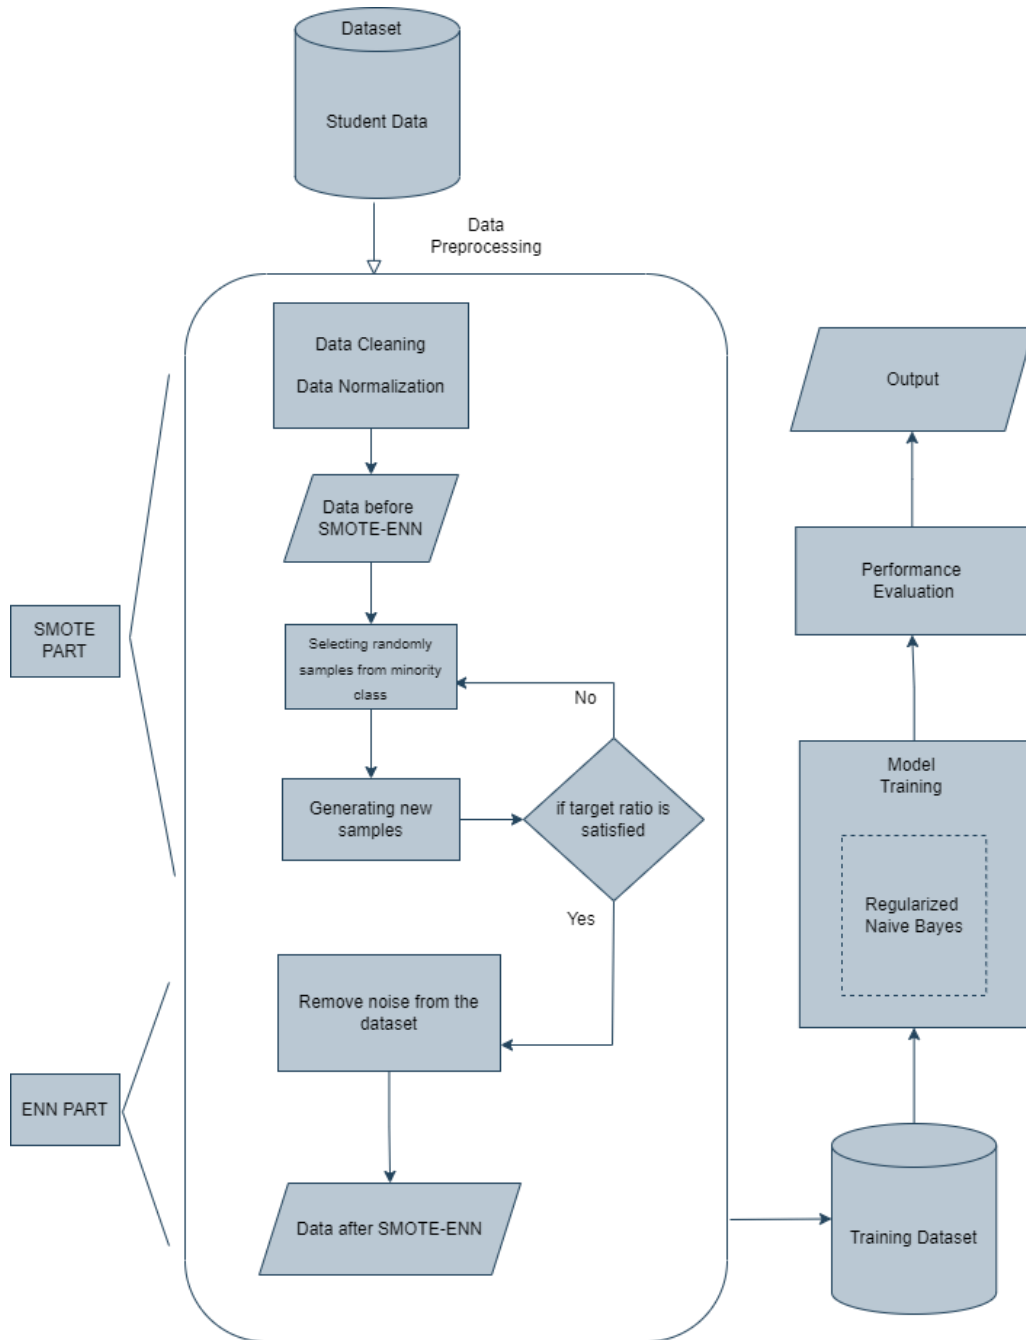 Dataset
Student Data
Data
Preprocessing
Data Cleaning
Data Normalization
Data before
SMOTE-ENN
SMOTE
PART
Selecting randomly
samples from minority
class
No
Generating new
samples
if target ratio is
satisfied
Yes
Remove noise from the
dataset
ENN PART
Data after SMOTE-ENN
Training Dataset
Model
Training
Regularized
Naive Bayes
Performance
Evaluation
Output